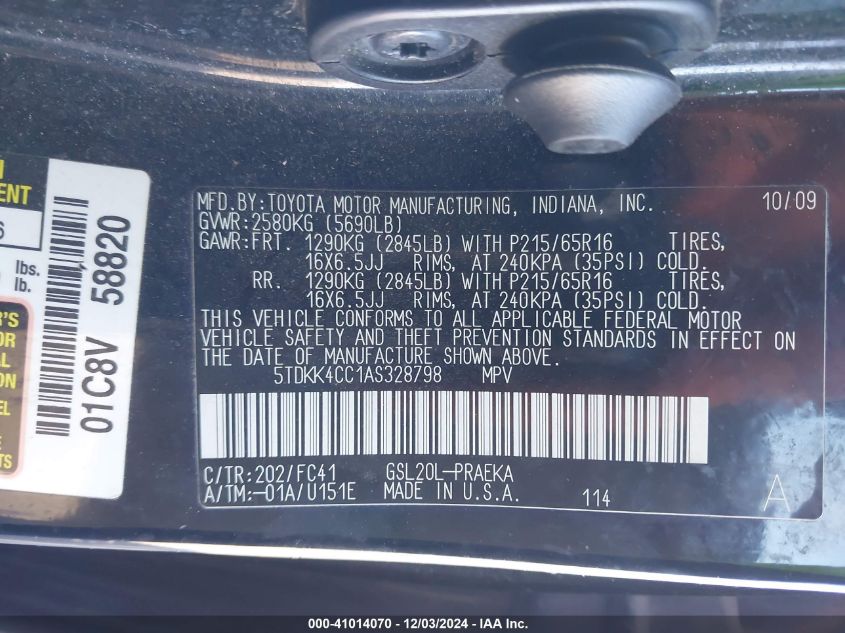 MFD.BY:TOYOTA MOTOR MANUFACTURING, INDIANA, INC. 10/09
GVWR:2580KG (5690LB)
GAWR:FRT. 1290KG (2845LB) WITH P215/65R16 TIRES,
16X6.5JJ RIMS, AT 240KPA (35PSI) COLD.
RR. 1290KG (2845LB) WITH P215/65R16 TIRES,
16X6.5JJ RIMS, AT 240KPA (35PSI) COLD.
THIS VEHICLE CONFORMS TO ALL APPLICABLE FEDERAL MOTOR
VEHICLE SAFETY AND THEFT PREVENTION STANDARDS IN EFFECT ON
THE DATE OF MANUFACTURE SHOWN ABOVE.
5TDKK4CC1AS328798 MPV
C/TR:202/FC41 GSL20L-PRAEKA
A/TM:-01A/U151E MADE IN U.S.A. 114 A
lbs.
lb.
01C8V 58820
000-41014070 - 12/03/2024 - IAA Inc.